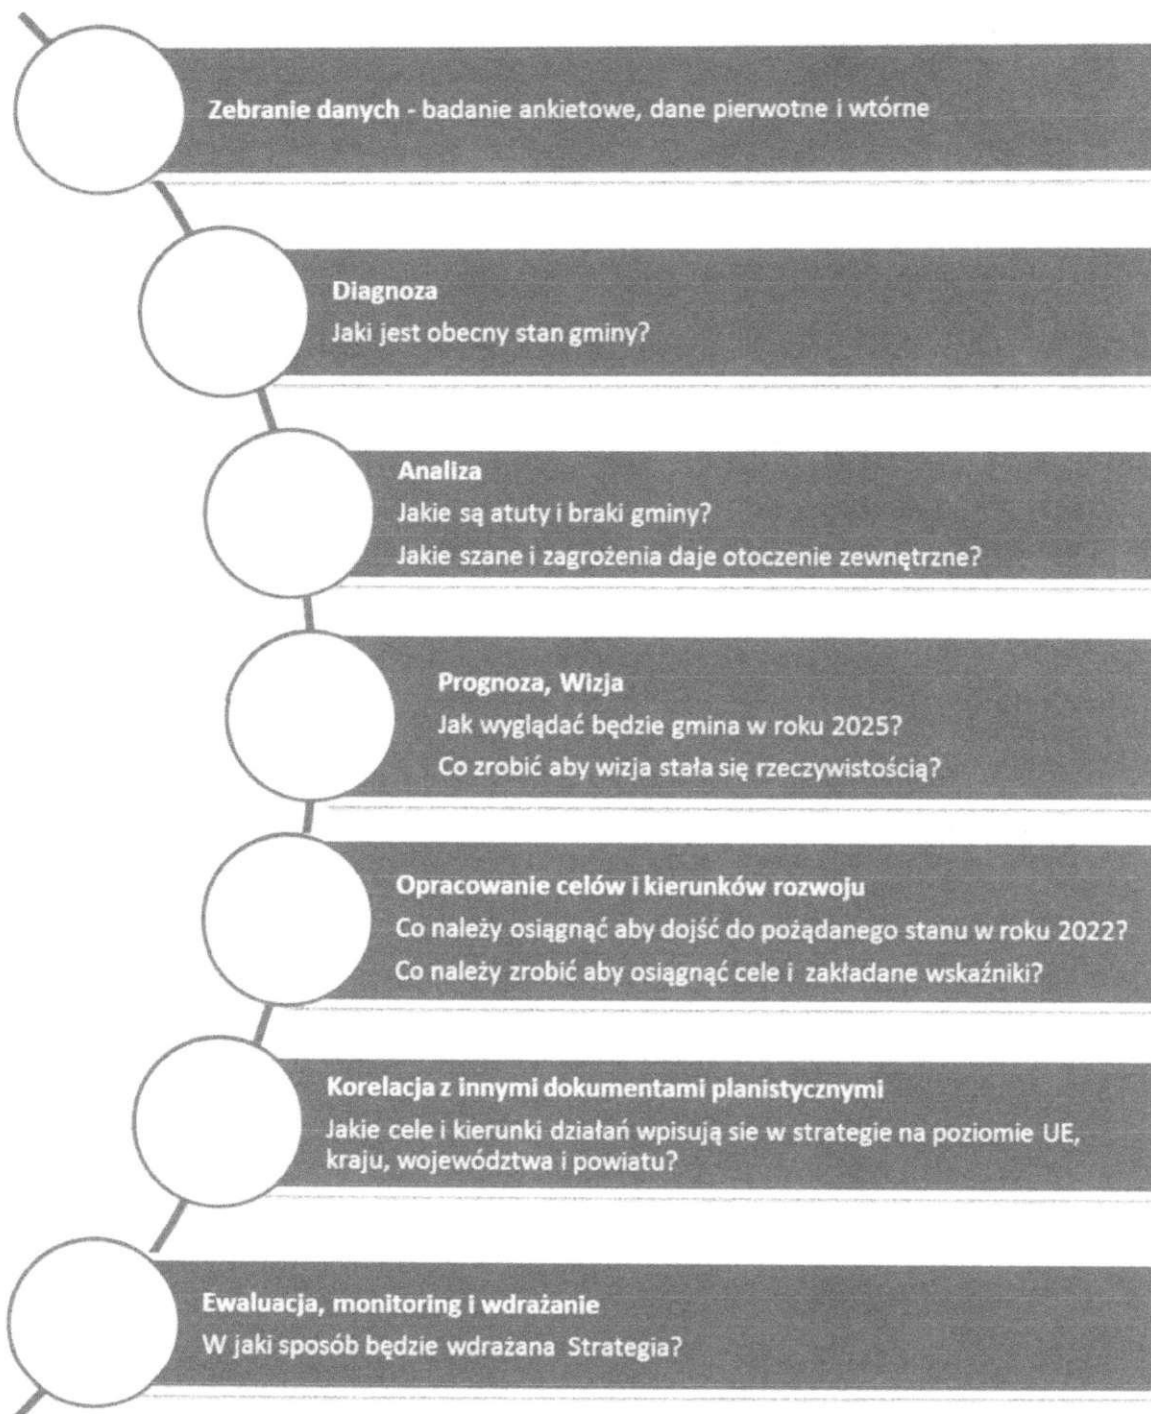 Zebranie danych - badanie ankietowe, dane pierwotne i wtórne
Diagnoza
Jaki jest obecny stan gminy?
Analiza
Jakie są atuty i braki gminy?
Jakie szane i zagrożenia daje otoczenie zewnętrzne?
Prognoza, Wizja
Jak wyglądać będzie gmina w roku 2025?
Co zrobić aby wizja stała się rzeczywistością?
Opracowanie celów i kierunków rozwoju
Co należy osiągnąć aby dojść do pożądanego stanu w roku 2022?
Co należy zrobić aby osiągnąć cele i zakładane wskaźniki?
Korelacja z innymi dokumentami planistycznymi
Jakie cele i kierunki działań wpisują sie w strategie na poziomie UE,
kraju, województwa i powiatu?
Ewaluacja, monitoring i wdrażanie
W jaki sposób będzie wdrażana Strategia?